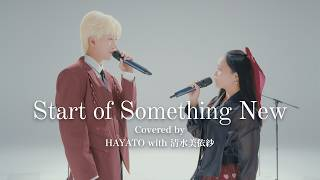 Start of Something New
Covered by
HAYATO with 清水美依紗